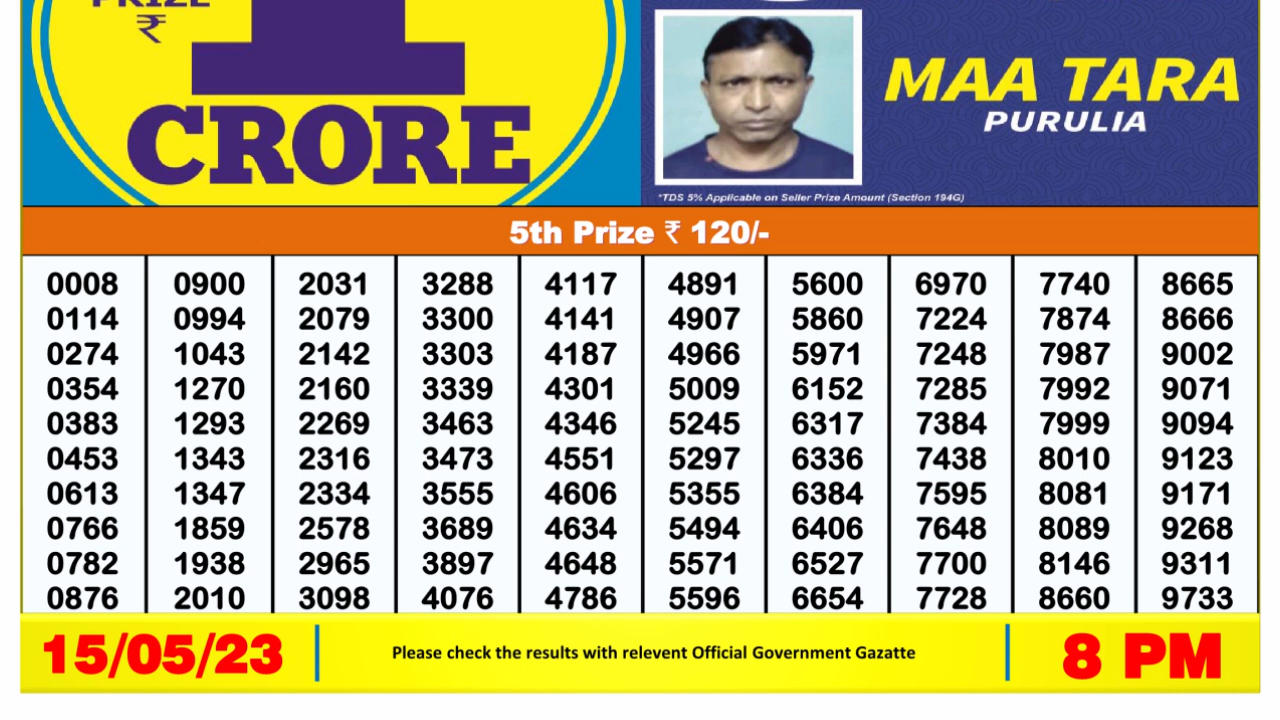 PRIZE
₹
1
CRORE
MAA TARA
PURULIA
*TDS 5% Applicable on Seller Prize Amount (Section 194G)
5th Prize ₹ 120/-
0008 0900 2031 3288 4117 4891 5600 6970 7740 8665
0114 0994 2079 3300 4141 4907 5860 7224 7874 8666
0274 1043 2142 3303 4187 4966 5971 7248 7987 9002
0354 1270 2160 3339 4301 5009 6152 7285 7992 9071
0383 1293 2269 3463 4346 5245 6317 7384 7999 9094
0453 1343 2316 3473 4551 5297 6336 7438 8010 9123
0613 1347 2334 3555 4606 5355 6384 7595 8081 9171
0766 1859 2578 3689 4634 5494 6406 7648 8089 9268
0782 1938 2965 3897 4648 5571 6527 7700 8146 9311
0876 2010 3098 4076 4786 5596 6654 7728 8660 9733
15/05/23 Please check the results with relevent Official Government Gazatte 8 PM